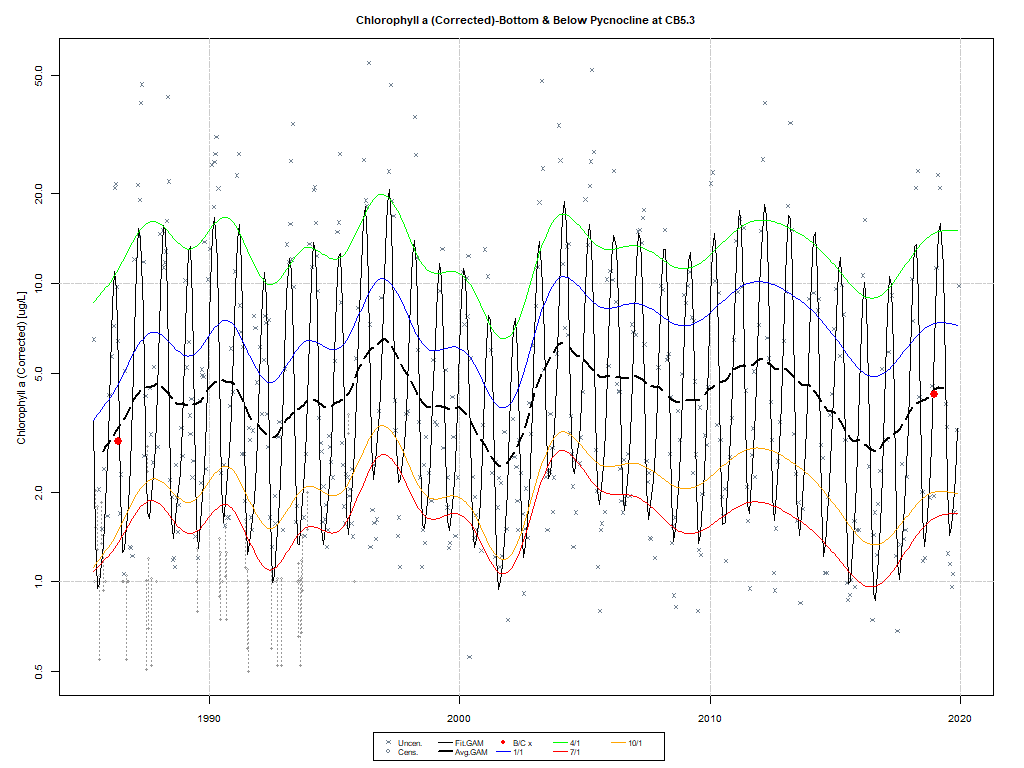 Chlorophyll a (Corrected)-Bottom & Below Pycnocline at CB5.3
Chlorophyll a (Corrected) [ug/L]
50.0
20.0
10.0
5.0
2.0
1.0
0.5
1990 2000 2010 2020
Uncen. Fit.GAM B/C x 4/1 10/1
Cens. Avg.GAM 1/1 7/1